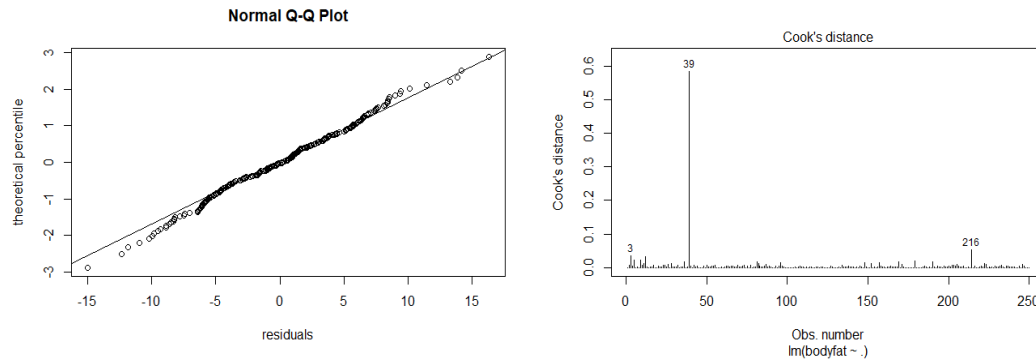 Normal Q-Q Plot
theoretical percentile
3
2
1
0
-1
-2
-3
-15 -10 -5 0 5 10 15
residuals
Cook's distance
Cook's distance
0.6
0.5
0.4
0.3
0.2
0.1
0.0
39
3
216
0 50 100 150 200 250
Obs. number
lm(bodyfat ~ .)